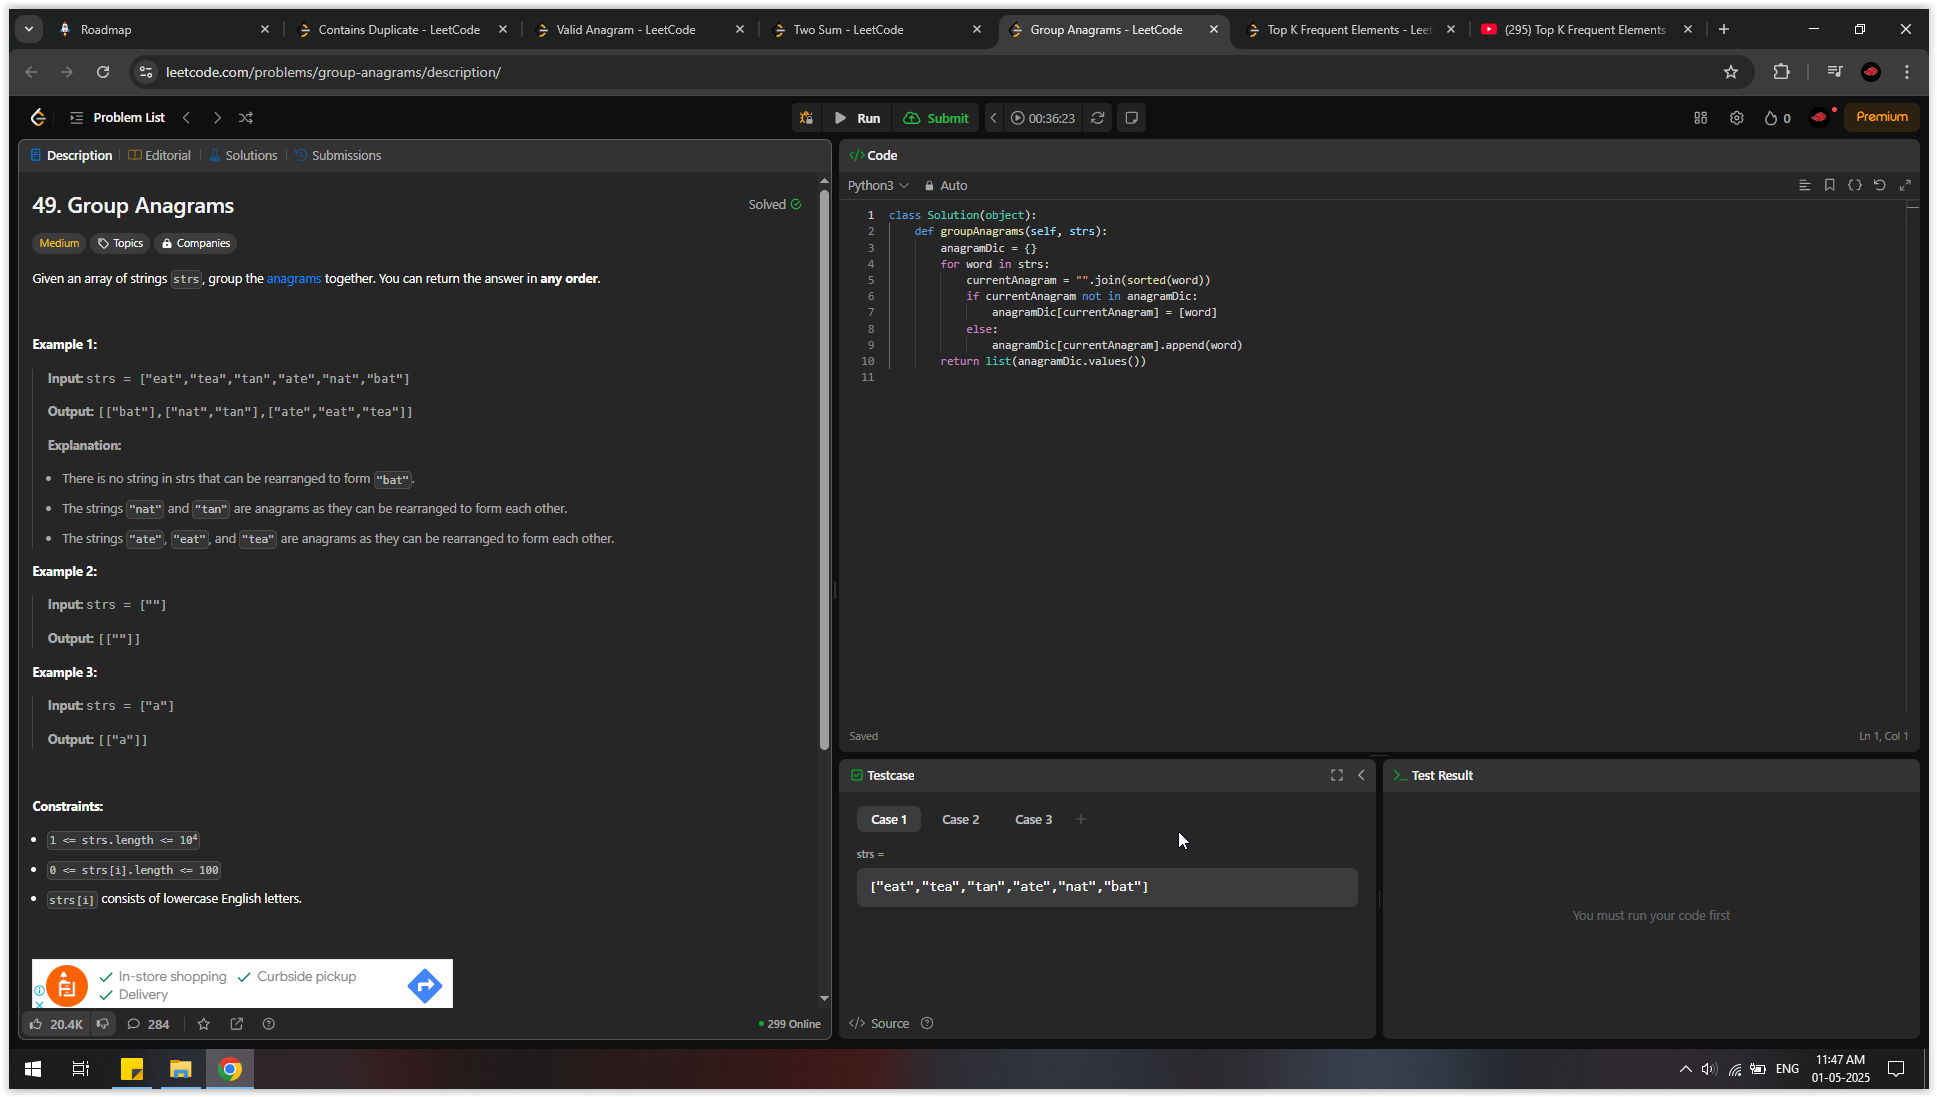 Roadmap
Contains Duplicate - LeetCode
Valid Anagram - LeetCode
Two Sum - LeetCode
Group Anagrams - LeetCode
Top K Frequent Elements - Leet
(295) Top K Frequent Elements
leetcode.com/problems/group-anagrams/description/
Problem List
Run
Submit
00:36:23
0
Premium
Description
Editorial
Solutions
Submissions
49. Group Anagrams
Solved
Medium
Topics
Companies
Given an array of strings strs, group the anagrams together. You can return the answer in any order.
Example 1:
Input: strs = ["eat","tea","tan","ate","nat","bat"]
Output: [["bat"],["nat","tan"],["ate","eat","tea"]]
Explanation:
There is no string in strs that can be rearranged to form "bat".
The strings "nat" and "tan" are anagrams as they can be rearranged to form each other.
The strings "ate", "eat", and "tea" are anagrams as they can be rearranged to form each other.
Example 2:
Input: strs = [""]
Output: [[""]]
Example 3:
Input: strs = ["a"]
Output: [["a"]]
Constraints:
1 <= strs.length <= 10⁴
0 <= strs[i].length <= 100
strs[i] consists of lowercase English letters.
In-store shopping
Curbside pickup
Delivery
20.4K
284
299 Online
</> Code
Python3
Auto
1 class Solution(object):
2 def groupAnagrams(self, strs):
3 anagramDic = {}
4 for word in strs:
5 currentAnagram = "".join(sorted(word))
6 if currentAnagram not in anagramDic:
7 anagramDic[currentAnagram] = [word]
8 else:
9 anagramDic[currentAnagram].append(word)
10 return list(anagramDic.values())
11
Saved
Ln 1, Col 1
Testcase
Case 1
Case 2
Case 3
strs =
["eat","tea","tan","ate","nat","bat"]
</> Source
Test Result
You must run your code first
ENG
11:47 AM
01-05-2025